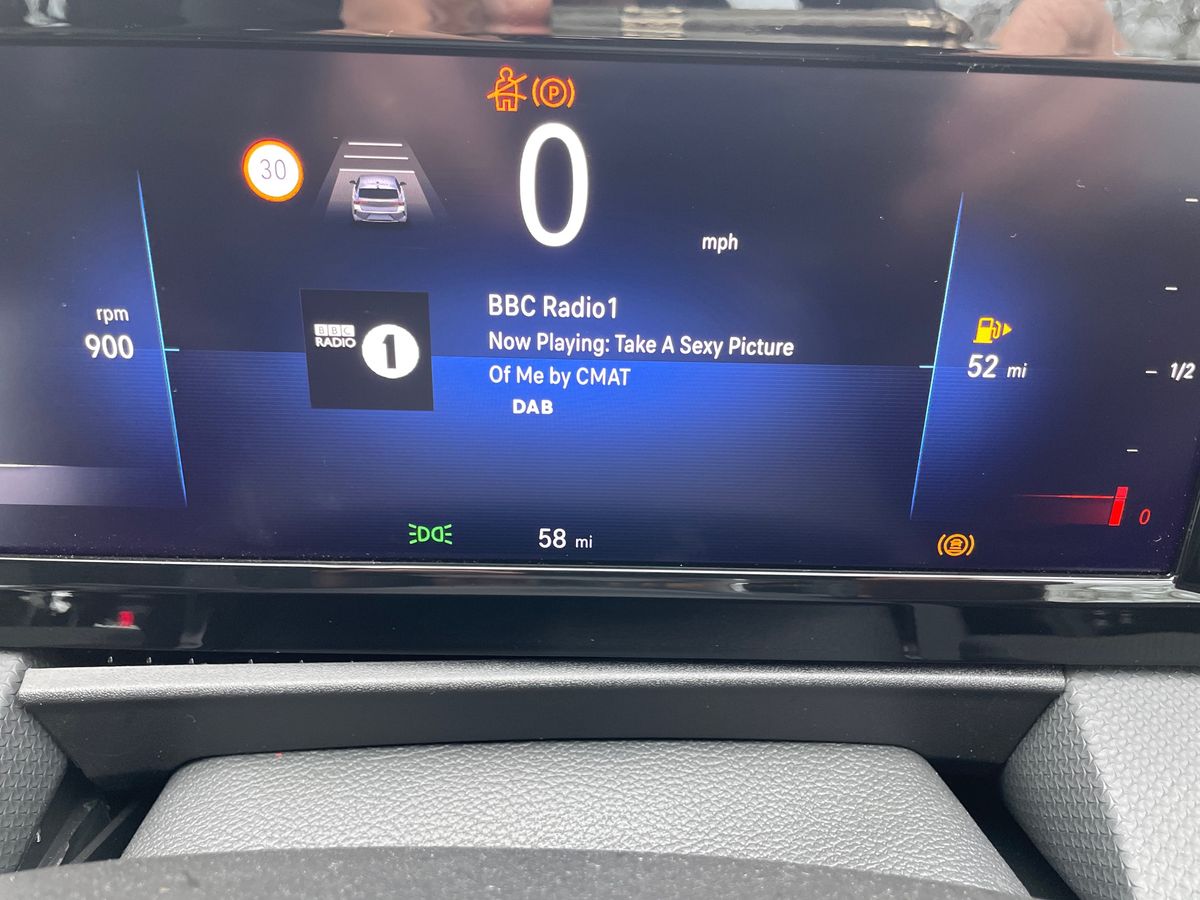 P
0
30
mph
rpm
900
BBC
RADIO
1
BBC Radio1
Now Playing: Take A Sexy Picture
Of Me by CMAT
DAB
52 mi
1/2
0
58 mi